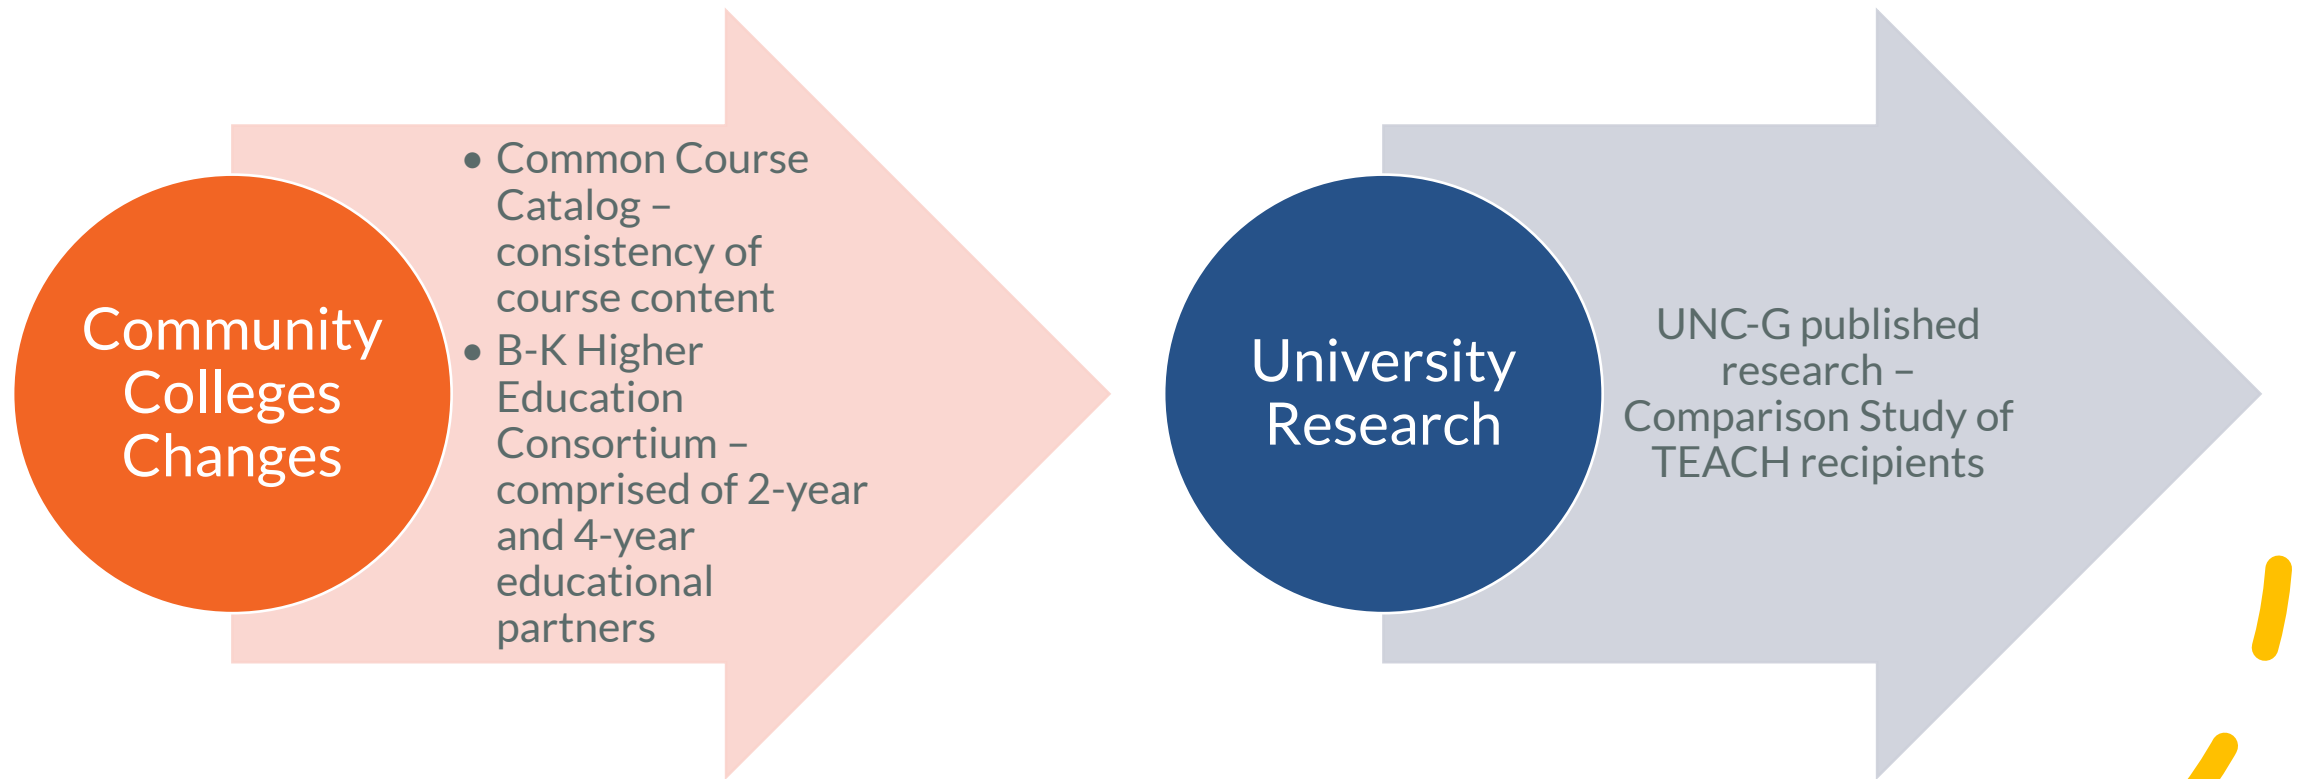 Community
Colleges
Changes
• Common Course
Catalog –
consistency of
course content
• B-K Higher
Education
Consortium –
comprised of 2-year
and 4-year
educational
partners
University
Research
UNC-G published
research –
Comparison Study of
TEACH recipients